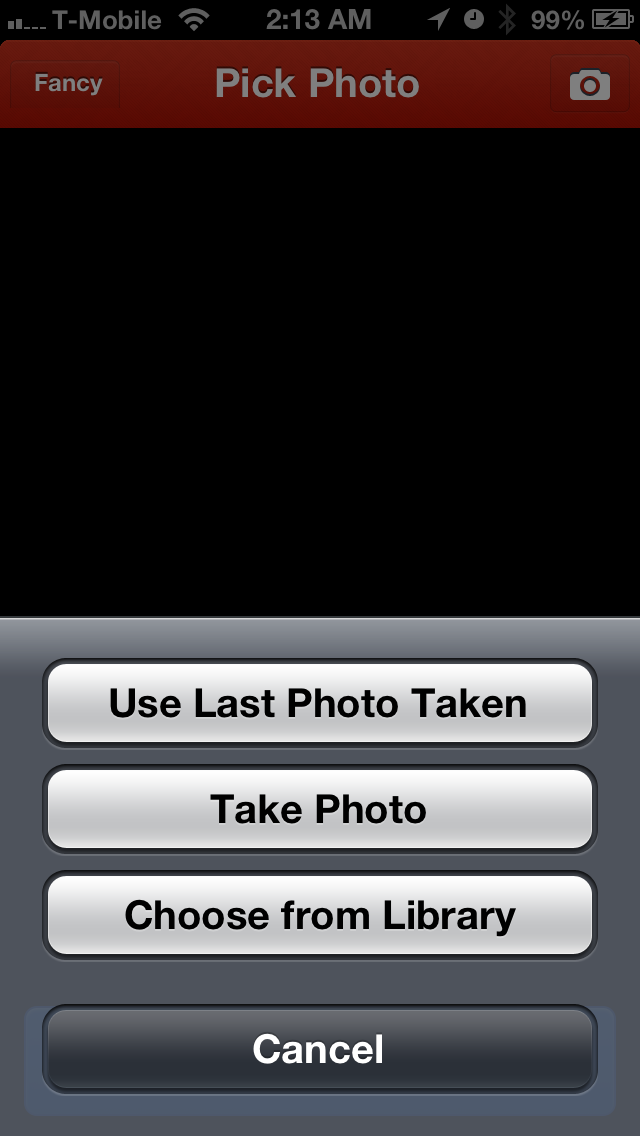 T-Mobile 2:13 AM 99%
Fancy Pick Photo
Use Last Photo Taken
Take Photo
Choose from Library
Cancel